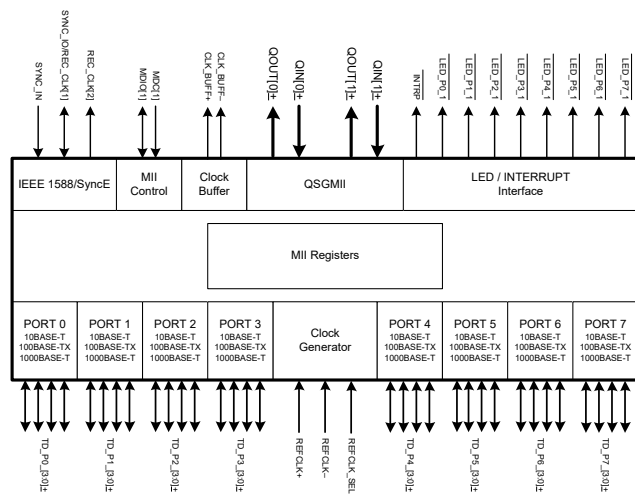 SYNC_IN
SYNC_IO/REC_CLK[1]
REC_CLK[2]
MDIO[1]
MDC[1]
CLK_BUFF+
CLK_BUFF–
QOUT[0]±
QIN[0]±
QOUT[1]±
QIN[1]±
INTRP
LED_P0_1
LED_P1_1
LED_P2_1
LED_P3_1
LED_P4_1
LED_P5_1
LED_P6_1
LED_P7_1
IEEE 1588/SyncE
MII
Control
Clock
Buffer
QSGMII
LED / INTERRUPT
Interface
MII Registers
PORT 0
10BASE-T
100BASE-TX
1000BASE-T
PORT 1
10BASE-T
100BASE-TX
1000BASE-T
PORT 2
10BASE-T
100BASE-TX
1000BASE-T
PORT 3
10BASE-T
100BASE-TX
1000BASE-T
Clock
Generator
PORT 4
10BASE-T
100BASE-TX
1000BASE-T
PORT 5
10BASE-T
100BASE-TX
1000BASE-T
PORT 6
10BASE-T
100BASE-TX
1000BASE-T
PORT 7
10BASE-T
100BASE-TX
1000BASE-T
TD_P0_[3:0]±
TD_P1_[3:0]±
TD_P2_[3:0]±
TD_P3_[3:0]±
REFCLK+
REFCLK–
REFCLK_SEL
TD_P4_[3:0]±
TD_P5_[3:0]±
TD_P6_[3:0]±
TD_P7_[3:0]±